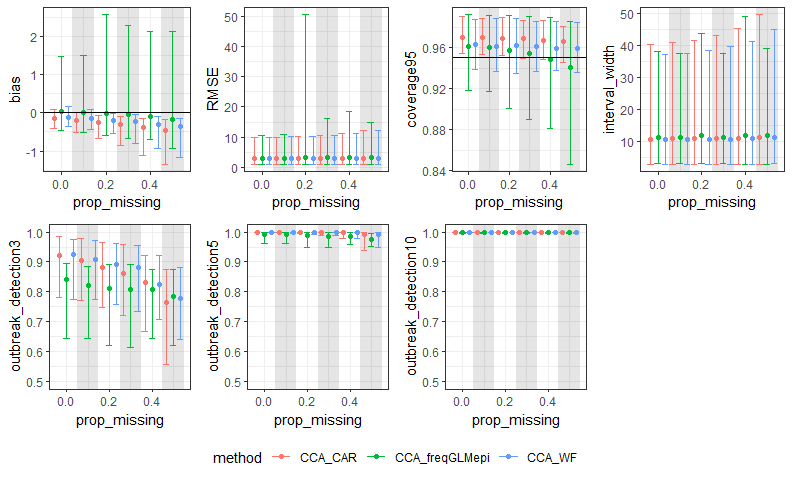 bias
2
1
0
-1
0.0 0.2 0.4
prop_missing
RMSE
50
40
30
20
10
0
0.0 0.2 0.4
prop_missing
coverage95
0.96
0.92
0.88
0.84
0.0 0.2 0.4
prop_missing
interval_width
50
40
30
20
10
0.0 0.2 0.4
prop_missing
outbreak_detection3
1.0
0.9
0.8
0.7
0.6
0.5
0.0 0.2 0.4
prop_missing
outbreak_detection5
1.0
0.9
0.8
0.7
0.6
0.5
0.0 0.2 0.4
prop_missing
outbreak_detection10
1.0
0.9
0.8
0.7
0.6
0.5
0.0 0.2 0.4
prop_missing
method CCA_CAR CCA_freqGLMepi CCA_WF